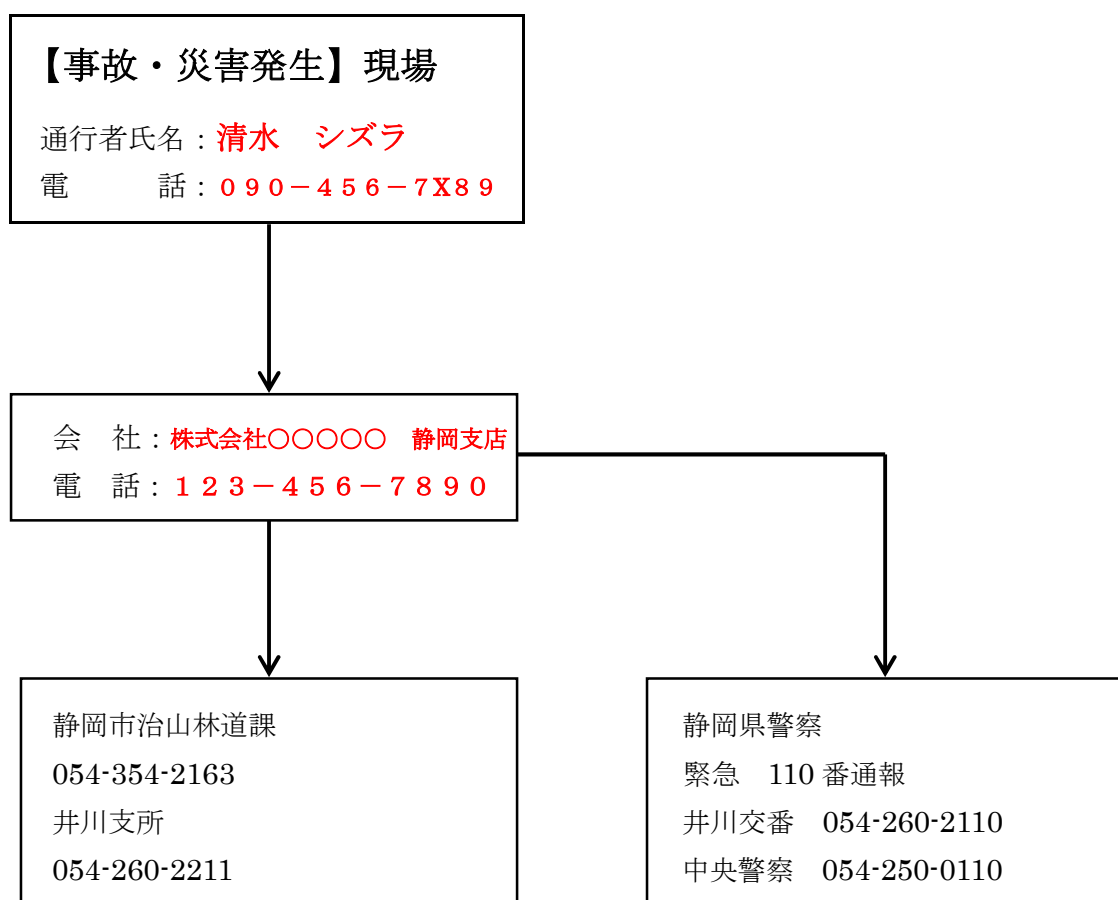 【事故・災害発生】現場
通行者氏名：清水　シズラ
電　　　話：０９０－４５６－７X８９
会　社：株式会社〇〇〇〇〇　静岡支店
電　話：１２３－４５６－７８９０
静岡市治山林道課
054-354-2163
井川支所
054-260-2211
静岡県警察
緊急　110 番通報
井川交番　054-260-2110
中央警察　054-250-0110